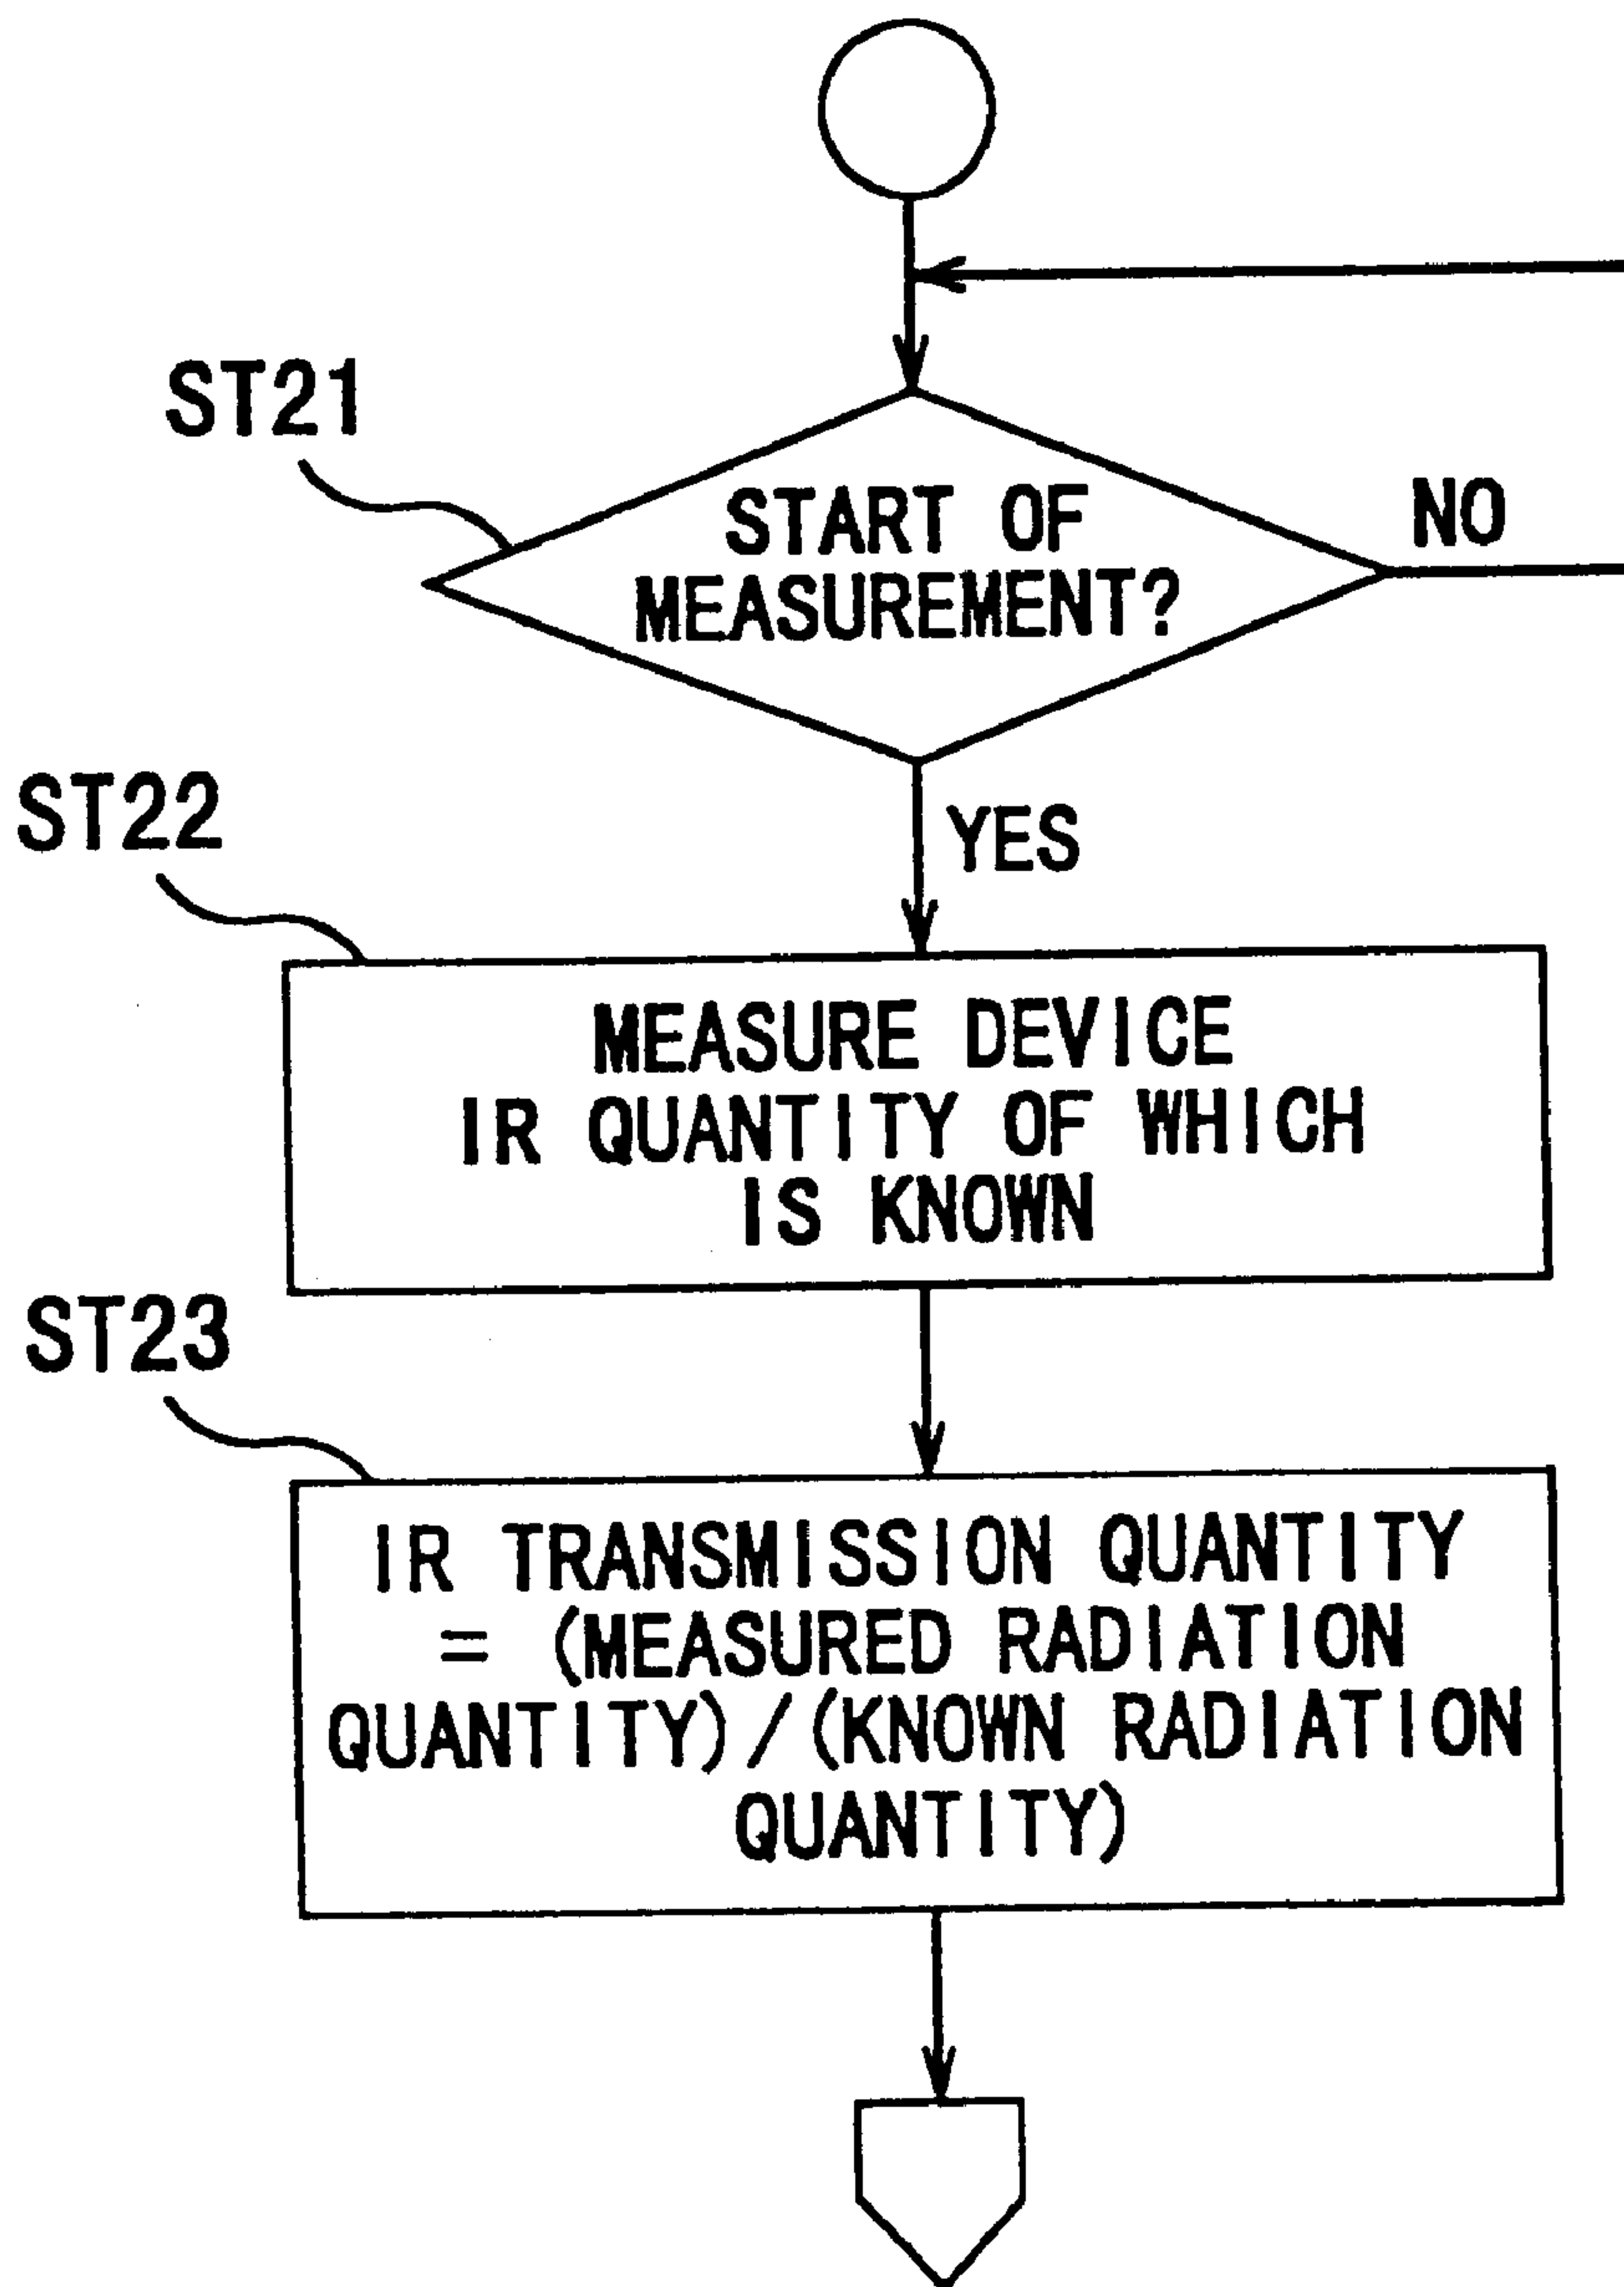 ST21
START OF
MEASUREMENT?
NO
YES
ST22
MEASURE DEVICE
IR QUANTITY OF WHICH
IS KNOWN
ST23
IR TRANSMISSION QUANTITY
= (MEASURED RADIATION
QUANTITY)/(KNOWN RADIATION
QUANTITY)